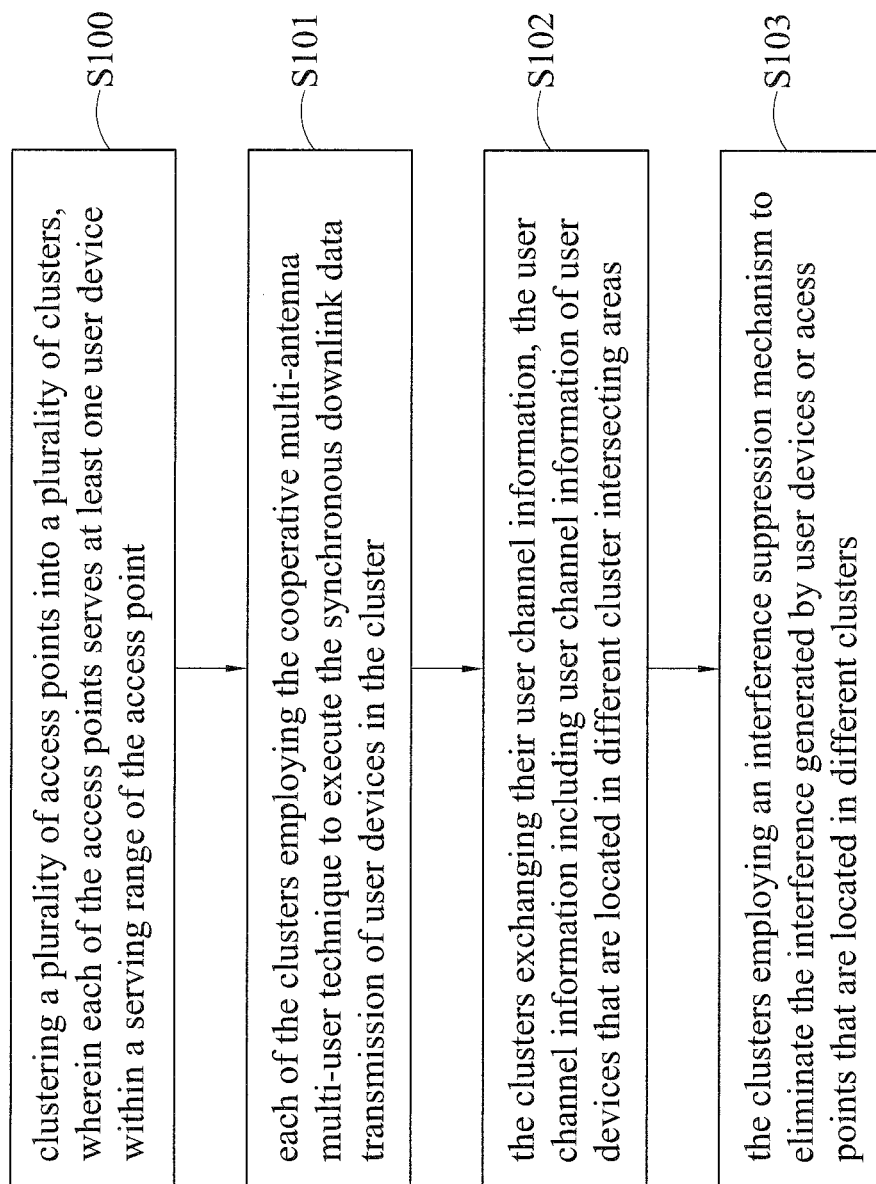 clustering a plurality of access points into a plurality of clusters,
wherein each of the access points serves at least one user device
within a serving range of the access point
S100
each of the clusters employing the cooperative multi-antenna
multi-user technique to execute the synchronous downlink data
transmission of user devices in the cluster
S101
the clusters exchanging their user channel information, the user
channel information including user channel information of user
devices that are located in different cluster intersecting areas
S102
the clusters employing an interference suppression mechanism to
eliminate the interference generated by user devices or acess
points that are located in different clusters
S103